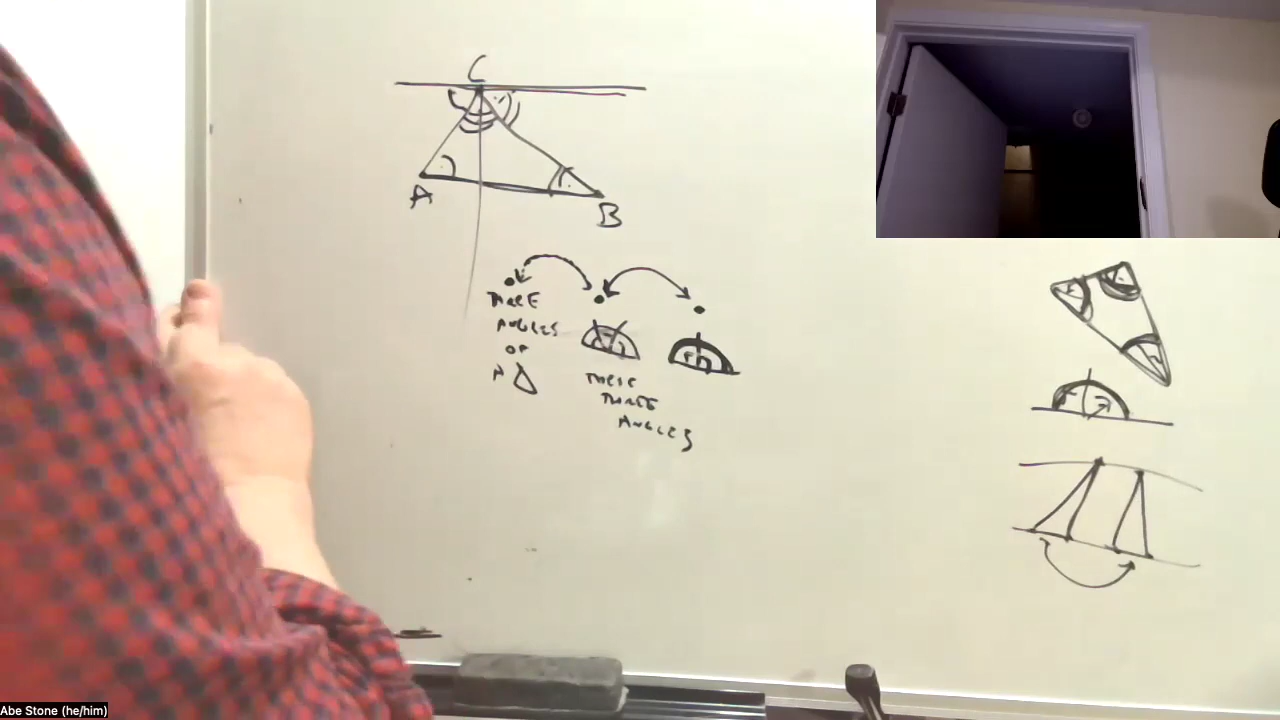 C
A
B
THREE
ANGLES
OF
A
THESE
THREE
ANGLES
Abe Stone (he/him)